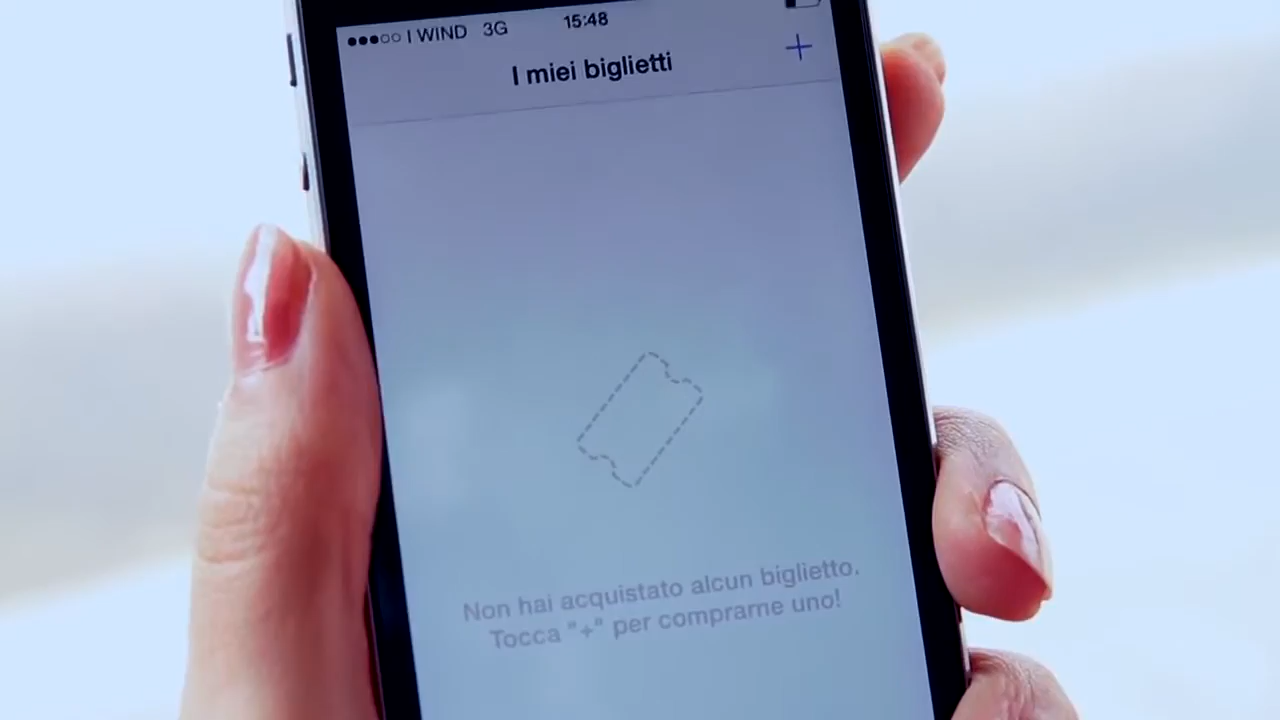 I WIND 3G 15:48
I miei biglietti +
Non hai acquistato alcun biglietto.
Tocca "+" per comprarne uno!